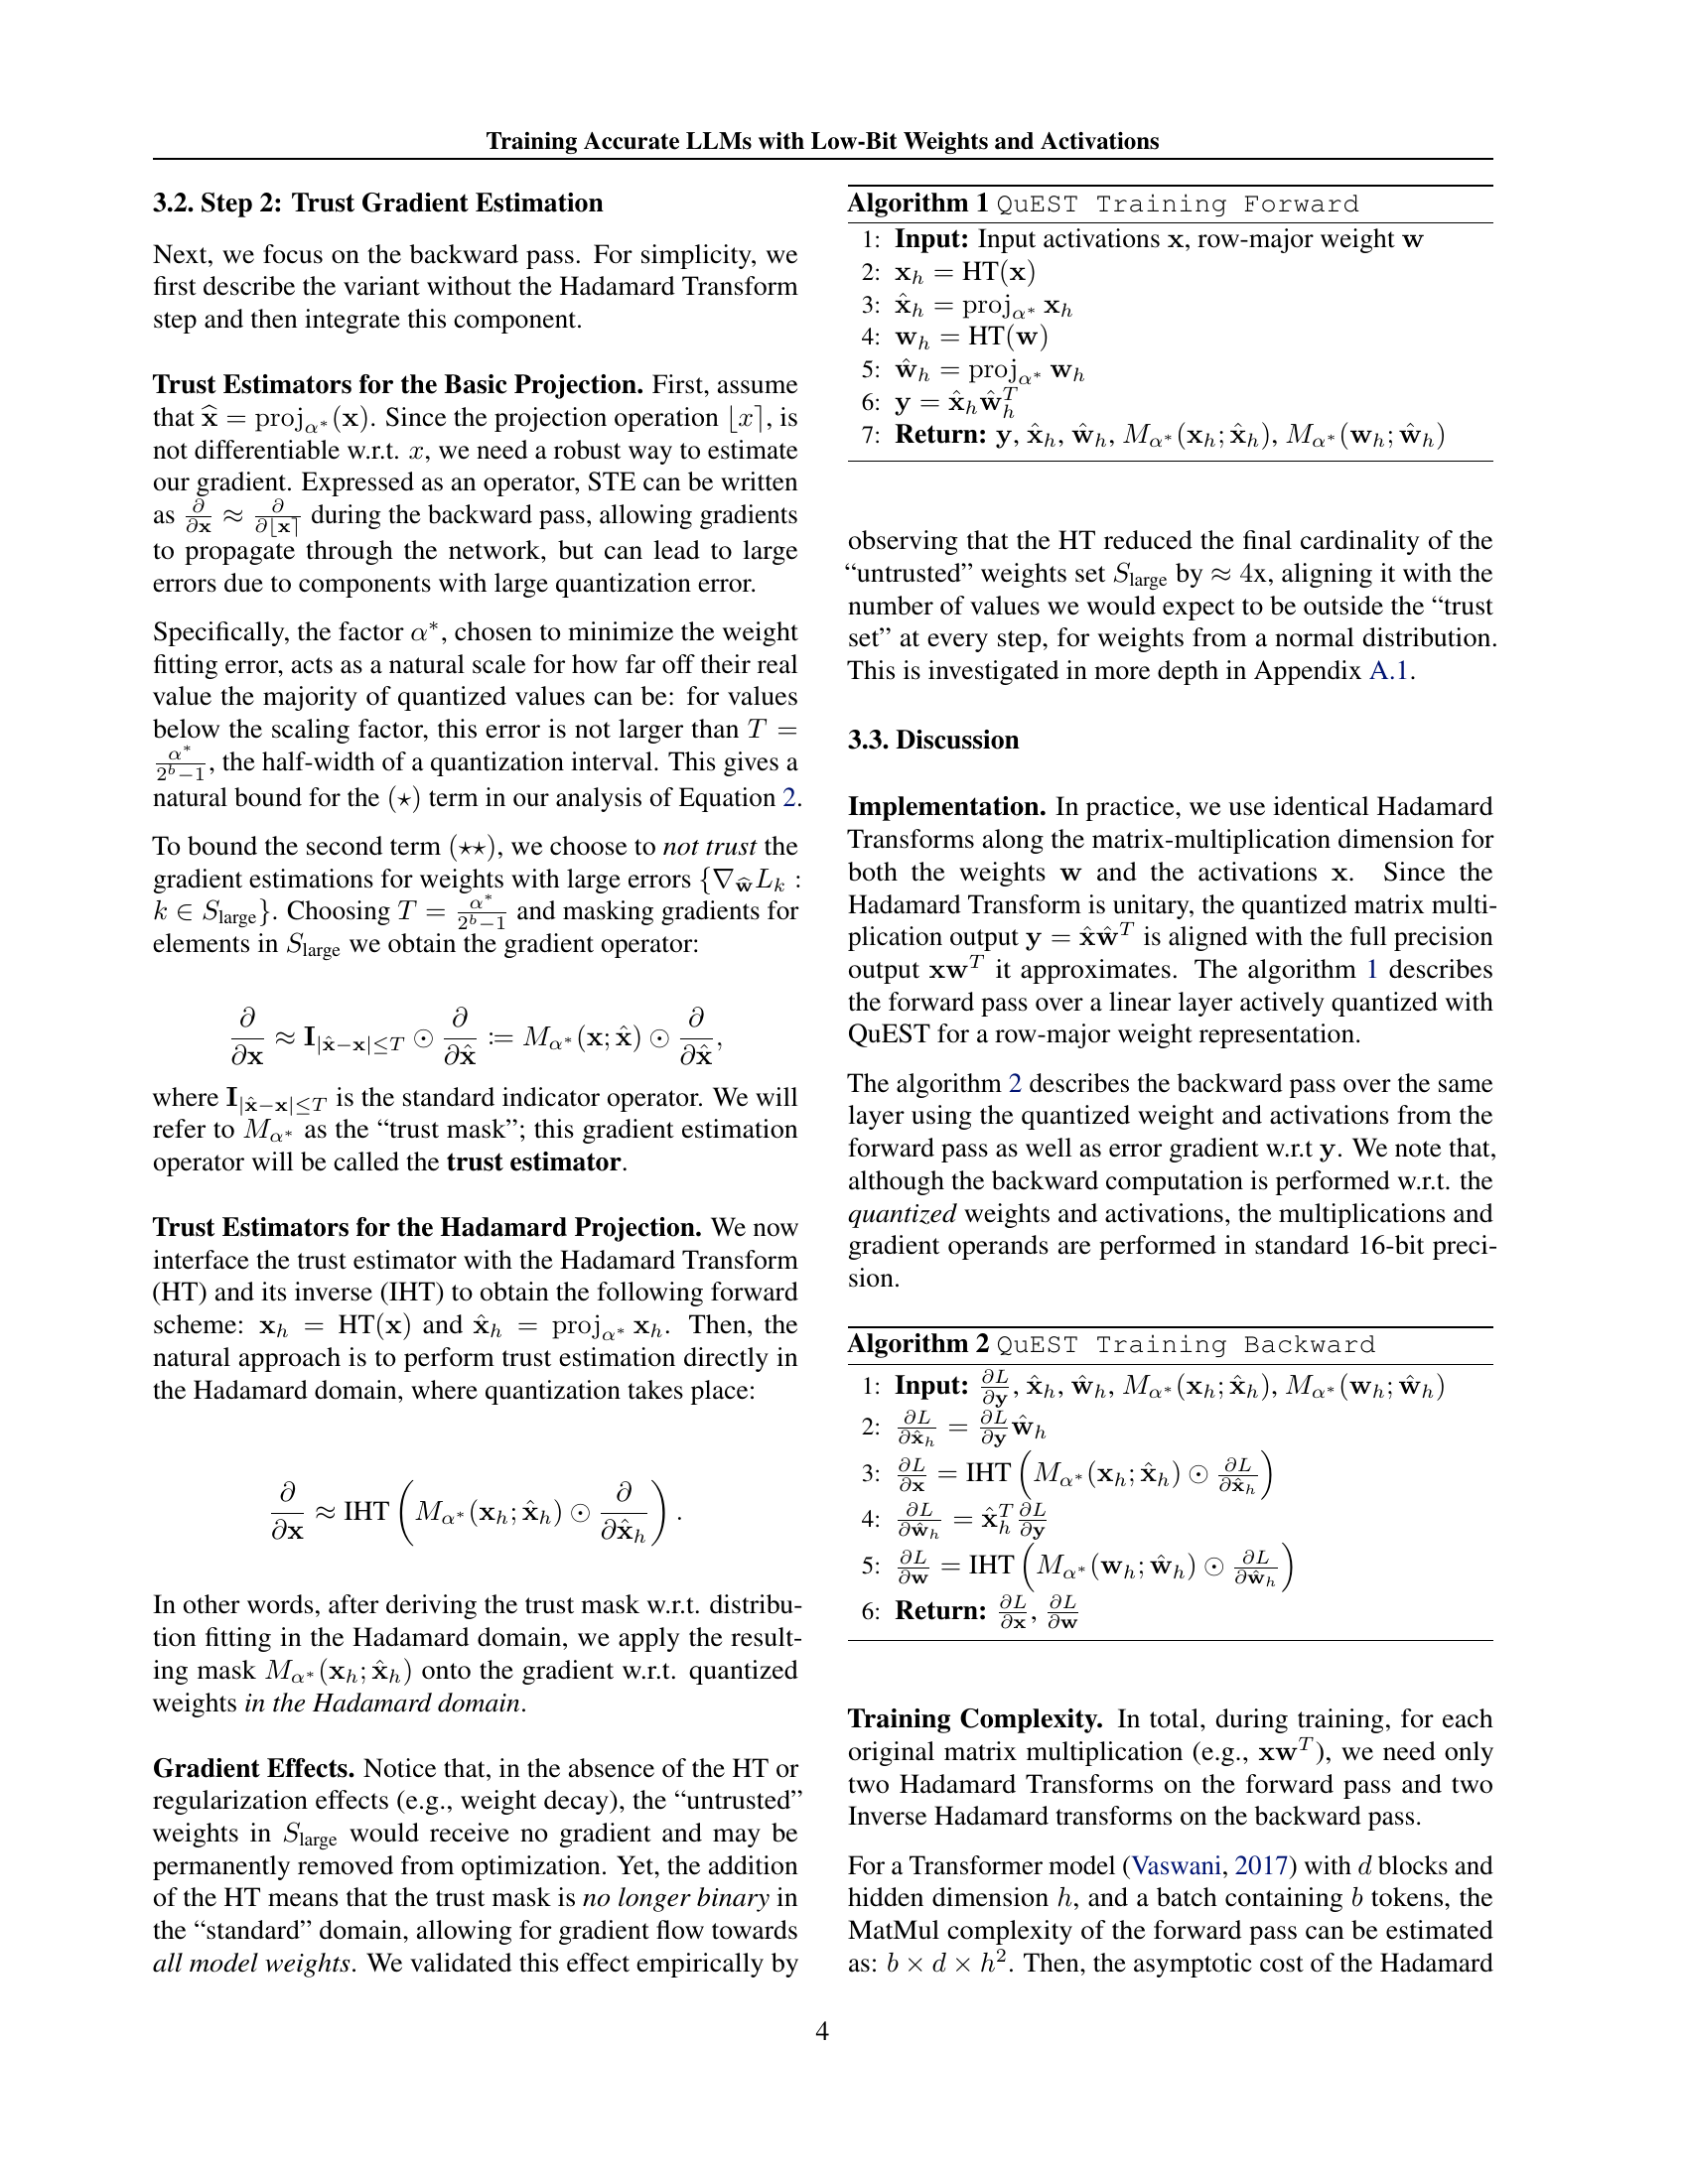 Training Accurate LLMs with Low-Bit Weights and Activations
3.2. Step 2: Trust Gradient Estimation
Next, we focus on the backward pass. For simplicity, we
first describe the variant without the Hadamard Transform
step and then integrate this component.
Trust Estimators for the Basic Projection. First, assume
that $\widehat{\mathbf{x}} = \mathrm{proj}_{\alpha^*}(\mathbf{x})$. Since the projection operation $\lfloor x \rceil$, is
not differentiable w.r.t. $x$, we need a robust way to estimate
our gradient. Expressed as an operator, STE can be written
as $\frac{\partial}{\partial \mathbf{x}} \approx \frac{\partial}{\partial \lfloor \mathbf{x} \rceil}$ during the backward pass, allowing gradients
to propagate through the network, but can lead to large
errors due to components with large quantization error.
Specifically, the factor $\alpha^*$, chosen to minimize the weight
fitting error, acts as a natural scale for how far off their real
value the majority of quantized values can be: for values
below the scaling factor, this error is not larger than $T =$
$\frac{\alpha^*}{2^b-1}$, the half-width of a quantization interval. This gives a
natural bound for the $(\star)$ term in our analysis of Equation 2.
To bound the second term $(\star\star)$, we choose to not trust the
gradient estimations for weights with large errors $\{\nabla_{\widehat{\mathbf{w}}} L_k :$
$k \in S_{\text{large}}\}$. Choosing $T = \frac{\alpha^*}{2^b-1}$ and masking gradients for
elements in $S_{\text{large}}$ we obtain the gradient operator:
$\frac{\partial}{\partial \mathbf{x}} \approx \mathbf{I}_{|\hat{\mathbf{x}}-\mathbf{x}| \leq T} \odot \frac{\partial}{\partial \hat{\mathbf{x}}} := M_{\alpha^*}(\mathbf{x}; \hat{\mathbf{x}}) \odot \frac{\partial}{\partial \hat{\mathbf{x}}},$
where $\mathbf{I}_{|\hat{\mathbf{x}}-\mathbf{x}| \leq T}$ is the standard indicator operator. We will
refer to $M_{\alpha^*}$ as the “trust mask”; this gradient estimation
operator will be called the trust estimator.
Trust Estimators for the Hadamard Projection. We now
interface the trust estimator with the Hadamard Transform
(HT) and its inverse (IHT) to obtain the following forward
scheme: $\mathbf{x}_h = \text{HT}(\mathbf{x})$ and $\hat{\mathbf{x}}_h = \mathrm{proj}_{\alpha^*} \mathbf{x}_h$. Then, the
natural approach is to perform trust estimation directly in
the Hadamard domain, where quantization takes place:
$\frac{\partial}{\partial \mathbf{x}} \approx \text{IHT} \left( M_{\alpha^*}(\mathbf{x}_h; \hat{\mathbf{x}}_h) \odot \frac{\partial}{\partial \hat{\mathbf{x}}_h} \right).$
In other words, after deriving the trust mask w.r.t. distribu-
tion fitting in the Hadamard domain, we apply the result-
ing mask $M_{\alpha^*}(\mathbf{x}_h; \hat{\mathbf{x}}_h)$ onto the gradient w.r.t. quantized
weights in the Hadamard domain.
Gradient Effects. Notice that, in the absence of the HT or
regularization effects (e.g., weight decay), the “untrusted”
weights in $S_{\text{large}}$ would receive no gradient and may be
permanently removed from optimization. Yet, the addition
of the HT means that the trust mask is no longer binary in
the “standard” domain, allowing for gradient flow towards
all model weights. We validated this effect empirically by
Algorithm 1 QuEST Training Forward
1: Input: Input activations $\mathbf{x}$, row-major weight $\mathbf{w}$
2: $\mathbf{x}_h = \text{HT}(\mathbf{x})$
3: $\hat{\mathbf{x}}_h = \mathrm{proj}_{\alpha^*} \mathbf{x}_h$
4: $\mathbf{w}_h = \text{HT}(\mathbf{w})$
5: $\hat{\mathbf{w}}_h = \mathrm{proj}_{\alpha^*} \mathbf{w}_h$
6: $\mathbf{y} = \hat{\mathbf{x}}_h \hat{\mathbf{w}}_h^T$
7: Return: $\mathbf{y}, \hat{\mathbf{x}}_h, \hat{\mathbf{w}}_h, M_{\alpha^*}(\mathbf{x}_h; \hat{\mathbf{x}}_h), M_{\alpha^*}(\mathbf{w}_h; \hat{\mathbf{w}}_h)$
observing that the HT reduced the final cardinality of the
“untrusted” weights set $S_{\text{large}}$ by $\approx$ 4x, aligning it with the
number of values we would expect to be outside the “trust
set” at every step, for weights from a normal distribution.
This is investigated in more depth in Appendix A.1.
3.3. Discussion
Implementation. In practice, we use identical Hadamard
Transforms along the matrix-multiplication dimension for
both the weights $\mathbf{w}$ and the activations $\mathbf{x}$. Since the
Hadamard Transform is unitary, the quantized matrix multi-
plication output $\mathbf{y} = \hat{\mathbf{x}}\hat{\mathbf{w}}^T$ is aligned with the full precision
output $\mathbf{x}\mathbf{w}^T$ it approximates. The algorithm 1 describes
the forward pass over a linear layer actively quantized with
QuEST for a row-major weight representation.
The algorithm 2 describes the backward pass over the same
layer using the quantized weight and activations from the
forward pass as well as error gradient w.r.t $\mathbf{y}$. We note that,
although the backward computation is performed w.r.t. the
quantized weights and activations, the multiplications and
gradient operands are performed in standard 16-bit preci-
sion.
Algorithm 2 QuEST Training Backward
1: Input: $\frac{\partial L}{\partial \mathbf{y}}, \hat{\mathbf{x}}_h, \hat{\mathbf{w}}_h, M_{\alpha^*}(\mathbf{x}_h; \hat{\mathbf{x}}_h), M_{\alpha^*}(\mathbf{w}_h; \hat{\mathbf{w}}_h)$
2: $\frac{\partial L}{\partial \hat{\mathbf{x}}_h} = \frac{\partial L}{\partial \mathbf{y}} \hat{\mathbf{w}}_h$
3: $\frac{\partial L}{\partial \mathbf{x}} = \text{IHT} \left( M_{\alpha^*}(\mathbf{x}_h; \hat{\mathbf{x}}_h) \odot \frac{\partial L}{\partial \hat{\mathbf{x}}_h} \right)$
4: $\frac{\partial L}{\partial \hat{\mathbf{w}}_h} = \hat{\mathbf{x}}_h^T \frac{\partial L}{\partial \mathbf{y}}$
5: $\frac{\partial L}{\partial \mathbf{w}} = \text{IHT} \left( M_{\alpha^*}(\mathbf{w}_h; \hat{\mathbf{w}}_h) \odot \frac{\partial L}{\partial \hat{\mathbf{w}}_h} \right)$
6: Return: $\frac{\partial L}{\partial \mathbf{x}}, \frac{\partial L}{\partial \mathbf{w}}$
Training Complexity. In total, during training, for each
original matrix multiplication (e.g., $\mathbf{x}\mathbf{w}^T$), we need only
two Hadamard Transforms on the forward pass and two
Inverse Hadamard transforms on the backward pass.
For a Transformer model (Vaswani, 2017) with $d$ blocks and
hidden dimension $h$, and a batch containing $b$ tokens, the
MatMul complexity of the forward pass can be estimated
as: $b \times d \times h^2$. Then, the asymptotic cost of the Hadamard
4